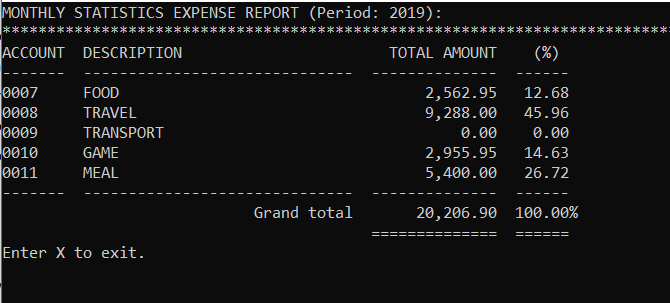 MONTHLY STATISTICS EXPENSE REPORT (Period: 2019):
**************************************************************************
ACCOUNT  DESCRIPTION                       TOTAL AMOUNT    (%)
-------  ------------------------------  --------------  ------
0007     FOOD                                  2,562.95   12.68
0008     TRAVEL                                9,288.00   45.96
0009     TRANSPORT                                 0.00    0.00
0010     GAME                                  2,955.95   14.63
0011     MEAL                                  5,400.00   26.72
-------  ------------------------------  --------------  ------
                            Grand total       20,206.90  100.00%
                                         ==============  ======
Enter X to exit.